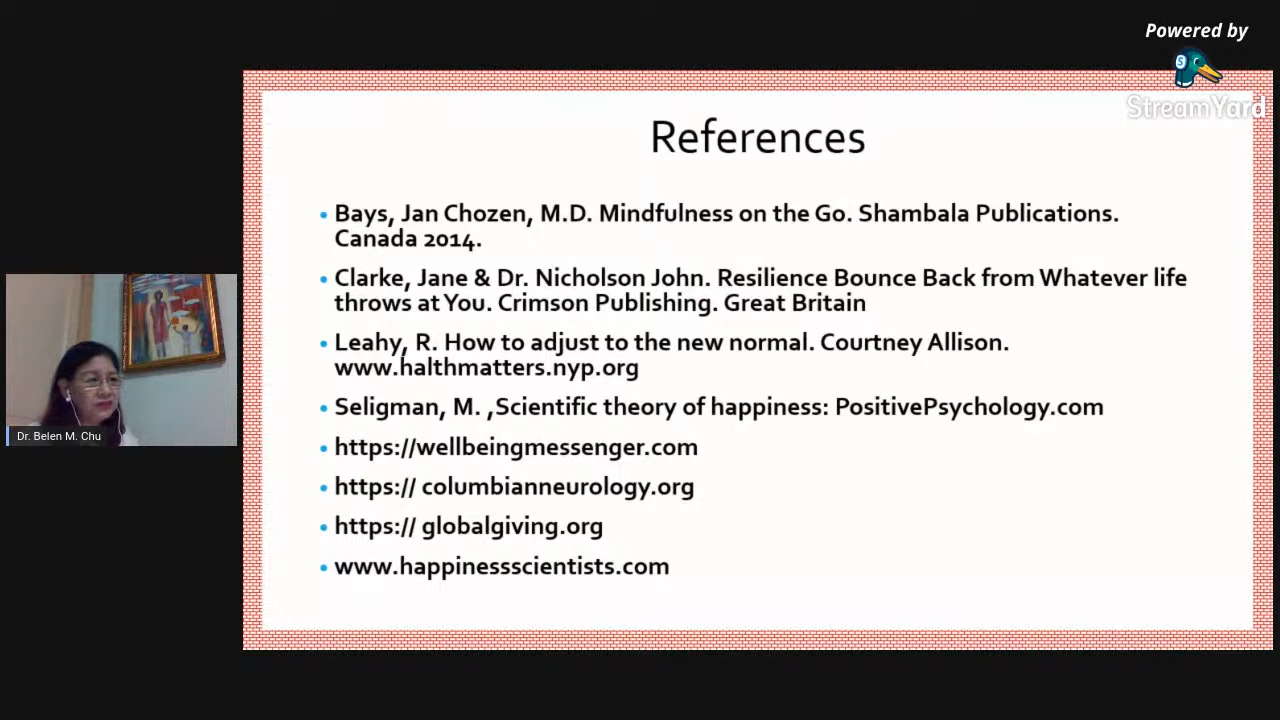 Powered by
StreamYard
References
Bays, Jan Chozen, M.D. Mindfulness on the Go. Shambala Publications.
Canada 2014.
Clarke, Jane & Dr. Nicholson John. Resilience Bounce Back from Whatever life
throws at You. Crimson Publishing. Great Britain
Leahy, R. How to adjust to the new normal. Courtney Allison.
www.halthmatters.nyp.org
Seligman, M. ,Scientific theory of happiness: PositivePsychology.com
https://wellbeingmessenger.com
https:// columbianneurology.org
https:// globalgiving.org
www.happinessscientists.com
Dr. Belen M. Chu